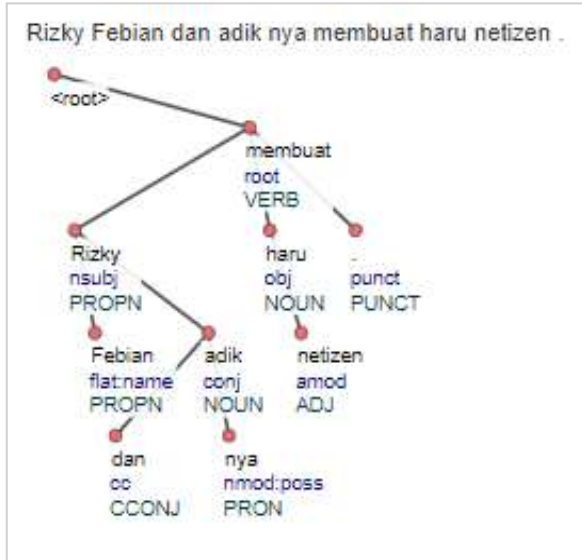 Rizky Febian dan adik nya membuat haru netizen .
<root>
membuat
root
VERB
Rizky haru .
nsubj obj punct
PROPN NOUN PUNCT
Febian adik netizen
flat:name conj amod
PROPN NOUN ADJ
dan nya
cc nmod:poss
CCONJ PRON